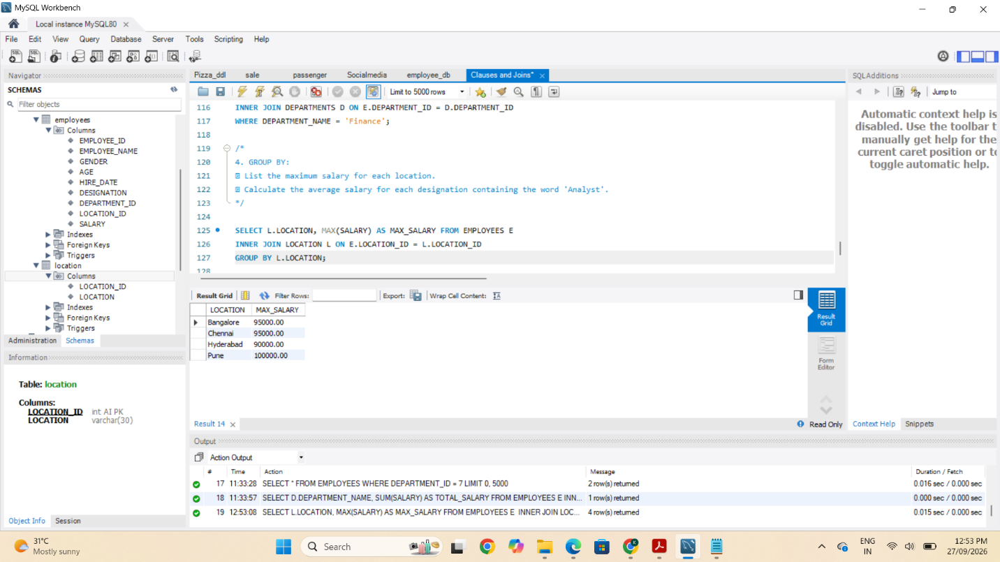 MySQL Workbench
Local instance MySQL80
File Edit View Query Database Server Tools Scripting Help
Navigator
SCHEMAS
Filter objects
employees
Columns
EMPLOYEE_ID
EMPLOYEE_NAME
GENDER
AGE
HIRE_DATE
DESIGNATION
DEPARTMENT_ID
LOCATION_ID
SALARY
Indexes
Foreign Keys
Triggers
location
Columns
LOCATION_ID
LOCATION
Indexes
Foreign Keys
Triggers
Administration Schemas
Information
Table: location
Columns:
LOCATION_ID int AI PK
LOCATION varchar(30)
Object Info Session
Pizza_ddl sale passenger Socialmedia employee_db Clauses and Joins*
Limit to 5000 rows
116 INNER JOIN DEPARTMENTS D ON E.DEPARTMENT_ID = D.DEPARTMENT_ID
117 WHERE DEPARTMENT_NAME = 'Finance';
118
119 /*
120 4. GROUP BY:
121 List the maximum salary for each location.
122 Calculate the average salary for each designation containing the word 'Analyst'.
123 */
124
125 SELECT L.LOCATION, MAX(SALARY) AS MAX_SALARY FROM EMPLOYEES E
126 INNER JOIN LOCATION L ON E.LOCATION_ID = L.LOCATION_ID
127 GROUP BY L.LOCATION;
128
Result Grid Filter Rows: Export: Wrap Cell Content:
LOCATION MAX_SALARY
Bangalore 95000.00
Chennai 95000.00
Hyderabad 90000.00
Pune 100000.00
Result Grid
Form Editor
Result 14
Read Only
Output
Action Output
# Time Action Message Duration / Fetch
17 11:33:28 SELECT * FROM EMPLOYEES WHERE DEPARTMENT_ID = 7 LIMIT 0, 5000 2 row(s) returned 0.016 sec / 0.000 sec
18 11:33:57 SELECT D.DEPARTMENT_NAME, SUM(SALARY) AS TOTAL_SALARY FROM EMPLOYEES E INN... 1 row(s) returned 0.000 sec / 0.000 sec
19 12:53:08 SELECT L.LOCATION, MAX(SALARY) AS MAX_SALARY FROM EMPLOYEES E INNER JOIN LOC... 4 row(s) returned 0.015 sec / 0.000 sec
SQLAdditions
Jump to
Automatic context help is
disabled. Use the toolbar t
manually get help for the
current caret position or to
toggle automatic help.
Context Help Snippets
31°C
Mostly sunny
Search
ENG
IN
12:53 PM
27/09/2026